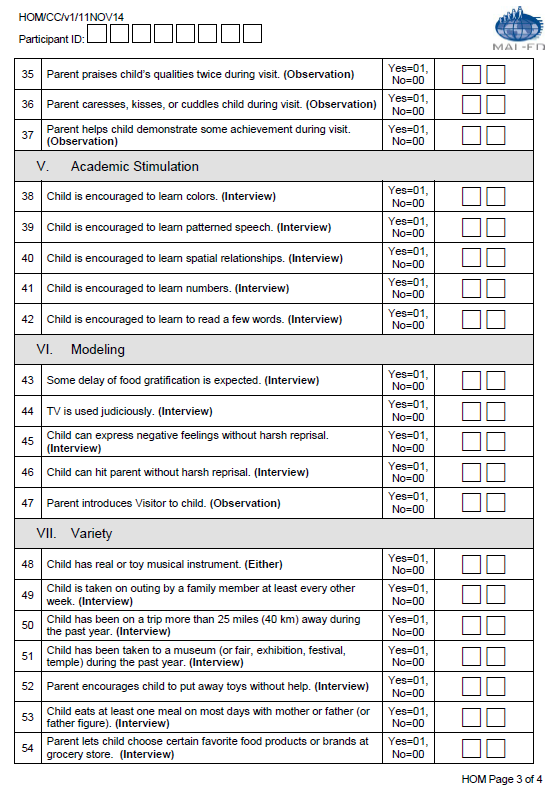 HOM/CC/v1/11NOV14
Participant ID:
MAL-ED
35 Parent praises child's qualities twice during visit. (Observation) Yes=01,
No=00
36 Parent caresses, kisses, or cuddles child during visit. (Observation) Yes=01,
No=00
37 Parent helps child demonstrate some achievement during visit. Yes=01,
(Observation) No=00
V. Academic Stimulation
38 Child is encouraged to learn colors. (Interview) Yes=01,
No=00
39 Child is encouraged to learn patterned speech. (Interview) Yes=01,
No=00
40 Child is encouraged to learn spatial relationships. (Interview) Yes=01,
No=00
41 Child is encouraged to learn numbers. (Interview) Yes=01,
No=00
42 Child is encouraged to learn to read a few words. (Interview) Yes=01,
No=00
VI. Modeling
43 Some delay of food gratification is expected. (Interview) Yes=01,
No=00
44 TV is used judiciously. (Interview) Yes=01,
No=00
45 Child can express negative feelings without harsh reprisal. Yes=01,
(Interview) No=00
46 Child can hit parent without harsh reprisal. (Interview) Yes=01,
No=00
47 Parent introduces Visitor to child. (Observation) Yes=01,
No=00
VII. Variety
48 Child has real or toy musical instrument. (Either) Yes=01,
No=00
49 Child is taken on outing by a family member at least every other Yes=01,
week. (Interview) No=00
50 Child has been on a trip more than 25 miles (40 km) away during Yes=01,
the past year. (Interview) No=00
51 Child has been taken to a museum (or fair, exhibition, festival, Yes=01,
temple) during the past year. (Interview) No=00
52 Parent encourages child to put away toys without help. (Interview) Yes=01,
No=00
53 Child eats at least one meal on most days with mother or father (or Yes=01,
father figure). (Interview) No=00
54 Parent lets child choose certain favorite food products or brands at Yes=01,
grocery store. (Interview) No=00
HOM Page 3 of 4